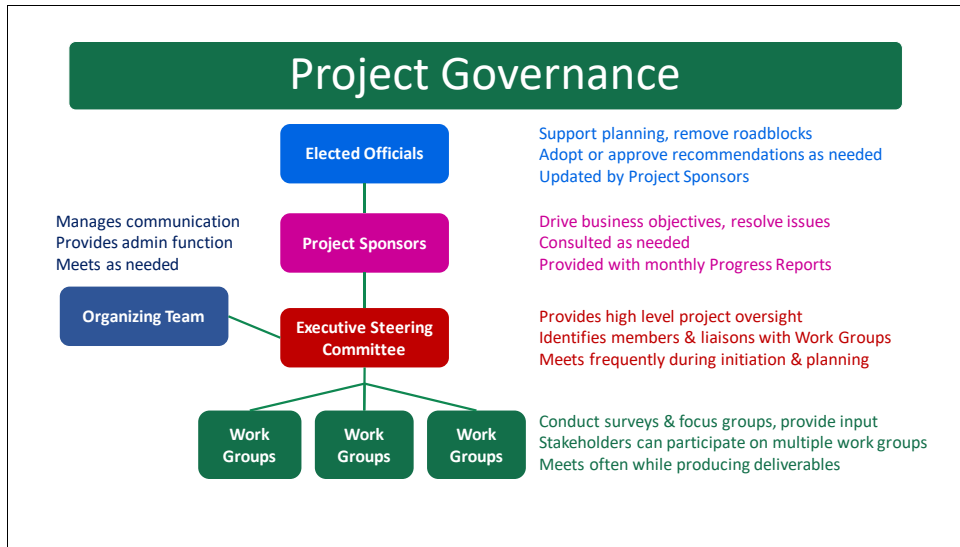 Project Governance
Elected Officials
Support planning, remove roadblocks
Adopt or approve recommendations as needed
Updated by Project Sponsors
Manages communication
Provides admin function
Meets as needed
Project Sponsors
Drive business objectives, resolve issues
Consulted as needed
Provided with monthly Progress Reports
Organizing Team
Executive Steering
Committee
Provides high level project oversight
Identifies members & liaisons with Work Groups
Meets frequently during initiation & planning
Work
Groups
Work
Groups
Work
Groups
Conduct surveys & focus groups, provide input
Stakeholders can participate on multiple work groups
Meets often while producing deliverables